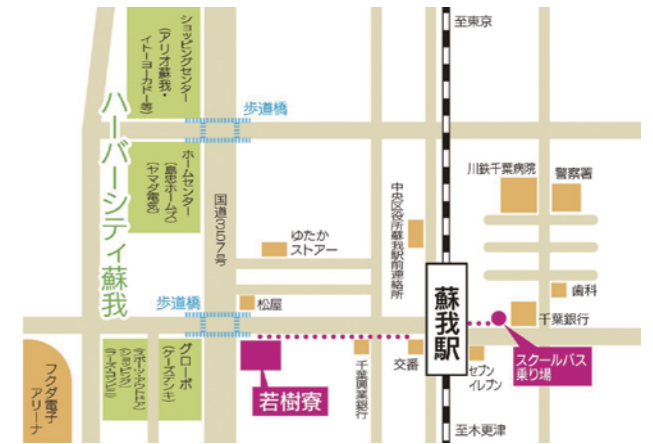 至東京
ショッピングセンター
(アリオ蘇我・
イトーヨーカドー等)
歩道橋
ハーバーシティ蘇我
ホームセンター
(島忠ホームズ)
(ヤマダ電気)
国道357号
中央区役所蘇我駅前連絡所
川鉄千葉病院
警察署
ゆたか
ストアー
歩道橋
松屋
蘇我駅
歯科
千葉銀行
スクールバス
乗り場
グローボ
(ケーズデンキ)
フクダ電子
アリーナ
若樹寮
千葉興業銀行
交番
セブン
イレブン
至木更津